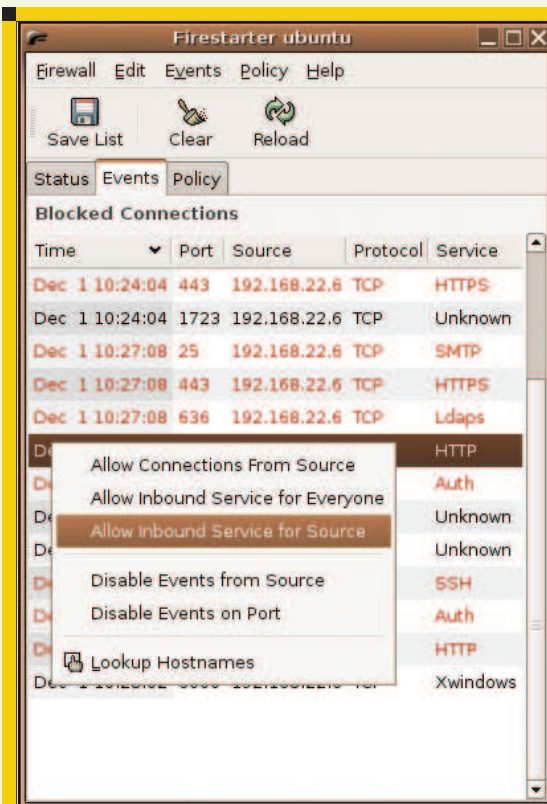 Firestarter ubuntu
Firewall Edit Events Policy Help
Save List Clear Reload
Status Events Policy
Blocked Connections
Time Port Source Protocol Service
Dec 1 10:24:04 443 192.168.22.6 TCP HTTPS
Dec 1 10:24:04 1723 192.168.22.6 TCP Unknown
Dec 1 10:27:08 25 192.168.22.6 TCP SMTP
Dec 1 10:27:08 443 192.168.22.6 TCP HTTPS
Dec 1 10:27:08 636 192.168.22.6 TCP Ldaps
HTTP
Allow Connections From Source
Auth
Allow Inbound Service for Everyone
Unknown
Allow Inbound Service for Source
Unknown
Disable Events from Source
SSH
Disable Events on Port
Auth
HTTP
Lookup Hostnames
Xwindows